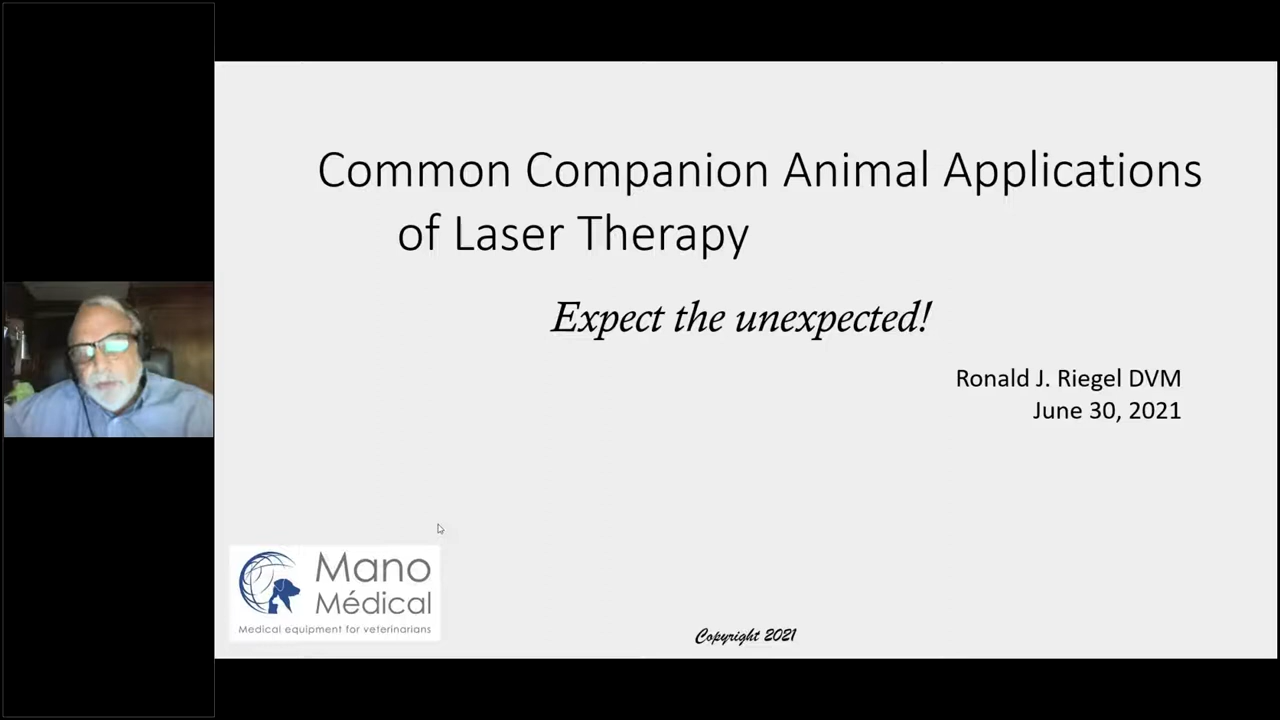 Common Companion Animal Applications
of Laser Therapy
Expect the unexpected!
Ronald J. Riegel DVM
June 30, 2021
Mano
Médical
Medical equipment for veterinarians
Copyright 2021